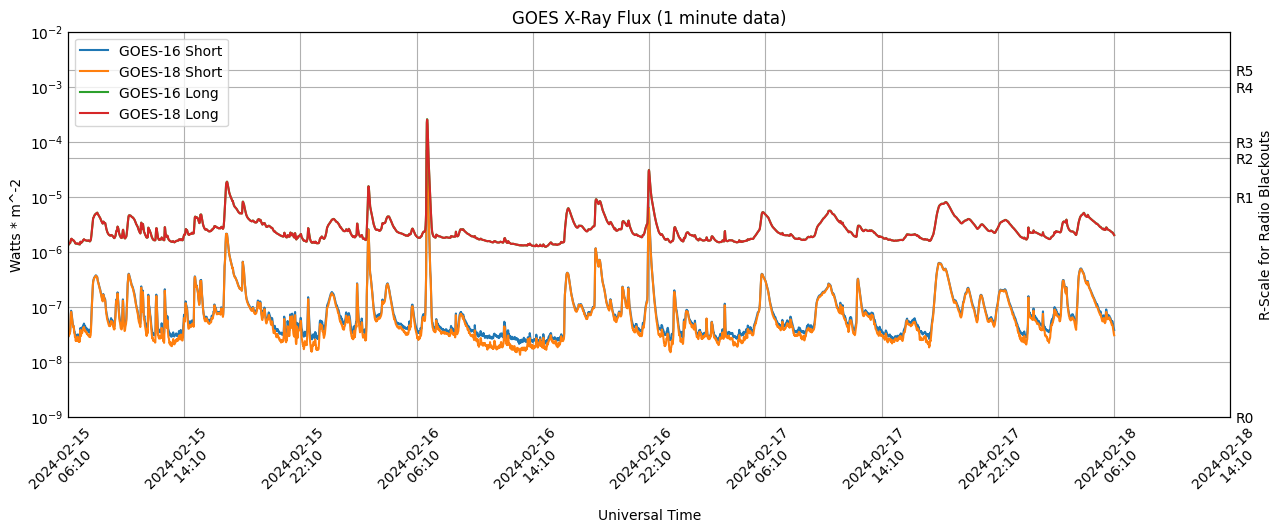 GOES X-Ray Flux (1 minute data)
GOES-16 Short
GOES-18 Short
GOES-16 Long
GOES-18 Long
Watts * m^-2
10⁻²
10⁻³
10⁻⁴
10⁻⁵
10⁻⁶
10⁻⁷
10⁻⁸
10⁻⁹
R5
R4
R3
R2
R1
R0
R-Scale for Radio Blackouts
2024-02-15
06:10
2024-02-15
14:10
2024-02-15
22:10
2024-02-16
06:10
2024-02-16
14:10
2024-02-16
22:10
2024-02-17
06:10
2024-02-17
14:10
2024-02-17
22:10
2024-02-18
06:10
2024-02-18
14:10
Universal Time